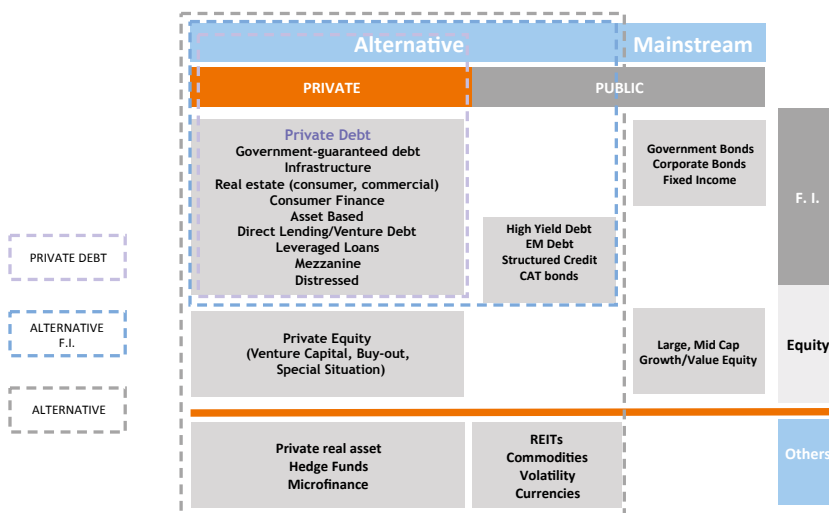 Alternative
Mainstream
PRIVATE
PUBLIC
Private Debt
Government-guaranteed debt
Infrastructure
Real estate (consumer, commercial)
Consumer Finance
Asset Based
Direct Lending/Venture Debt
Leveraged Loans
Mezzanine
Distressed
High Yield Debt
EM Debt
Structured Credit
CAT bonds
Government Bonds
Corporate Bonds
Fixed Income
F. I.
PRIVATE DEBT
ALTERNATIVE
F.I.
ALTERNATIVE
Private Equity
(Venture Capital, Buy-out,
Special Situation)
Large, Mid Cap
Growth/Value Equity
Equity
Private real asset
Hedge Funds
Microfinance
REITs
Commodities
Volatility
Currencies
Others